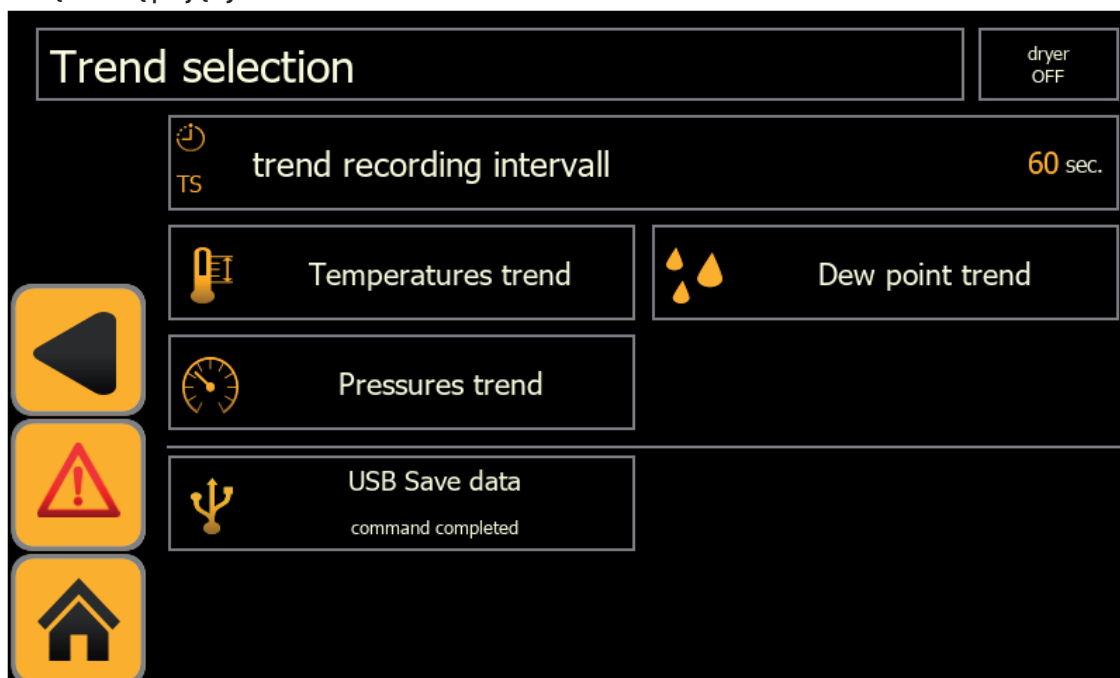 Trend selection
dryer
OFF
TS
trend recording intervall
60 sec.
Temperatures trend
Dew point trend
Pressures trend
USB Save data
command completed